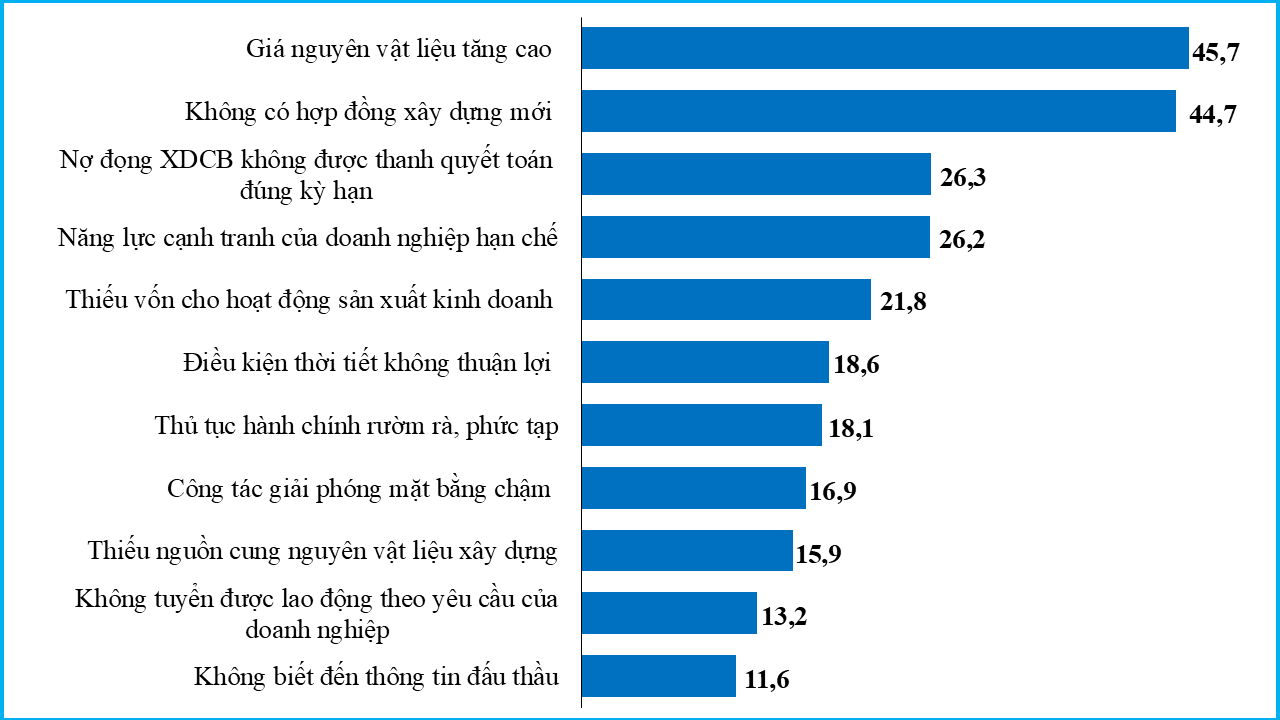 Giá nguyên vật liệu tăng cao 45,7
Không có hợp đồng xây dựng mới 44,7
Nợ đọng XDCB không được thanh quyết toán
đúng kỳ hạn 26,3
Năng lực cạnh tranh của doanh nghiệp hạn chế 26,2
Thiếu vốn cho hoạt động sản xuất kinh doanh 21,8
Điều kiện thời tiết không thuận lợi 18,6
Thủ tục hành chính rườm rà, phức tạp 18,1
Công tác giải phóng mặt bằng chậm 16,9
Thiếu nguồn cung nguyên vật liệu xây dựng 15,9
Không tuyển được lao động theo yêu cầu của
doanh nghiệp 13,2
Không biết đến thông tin đấu thầu 11,6